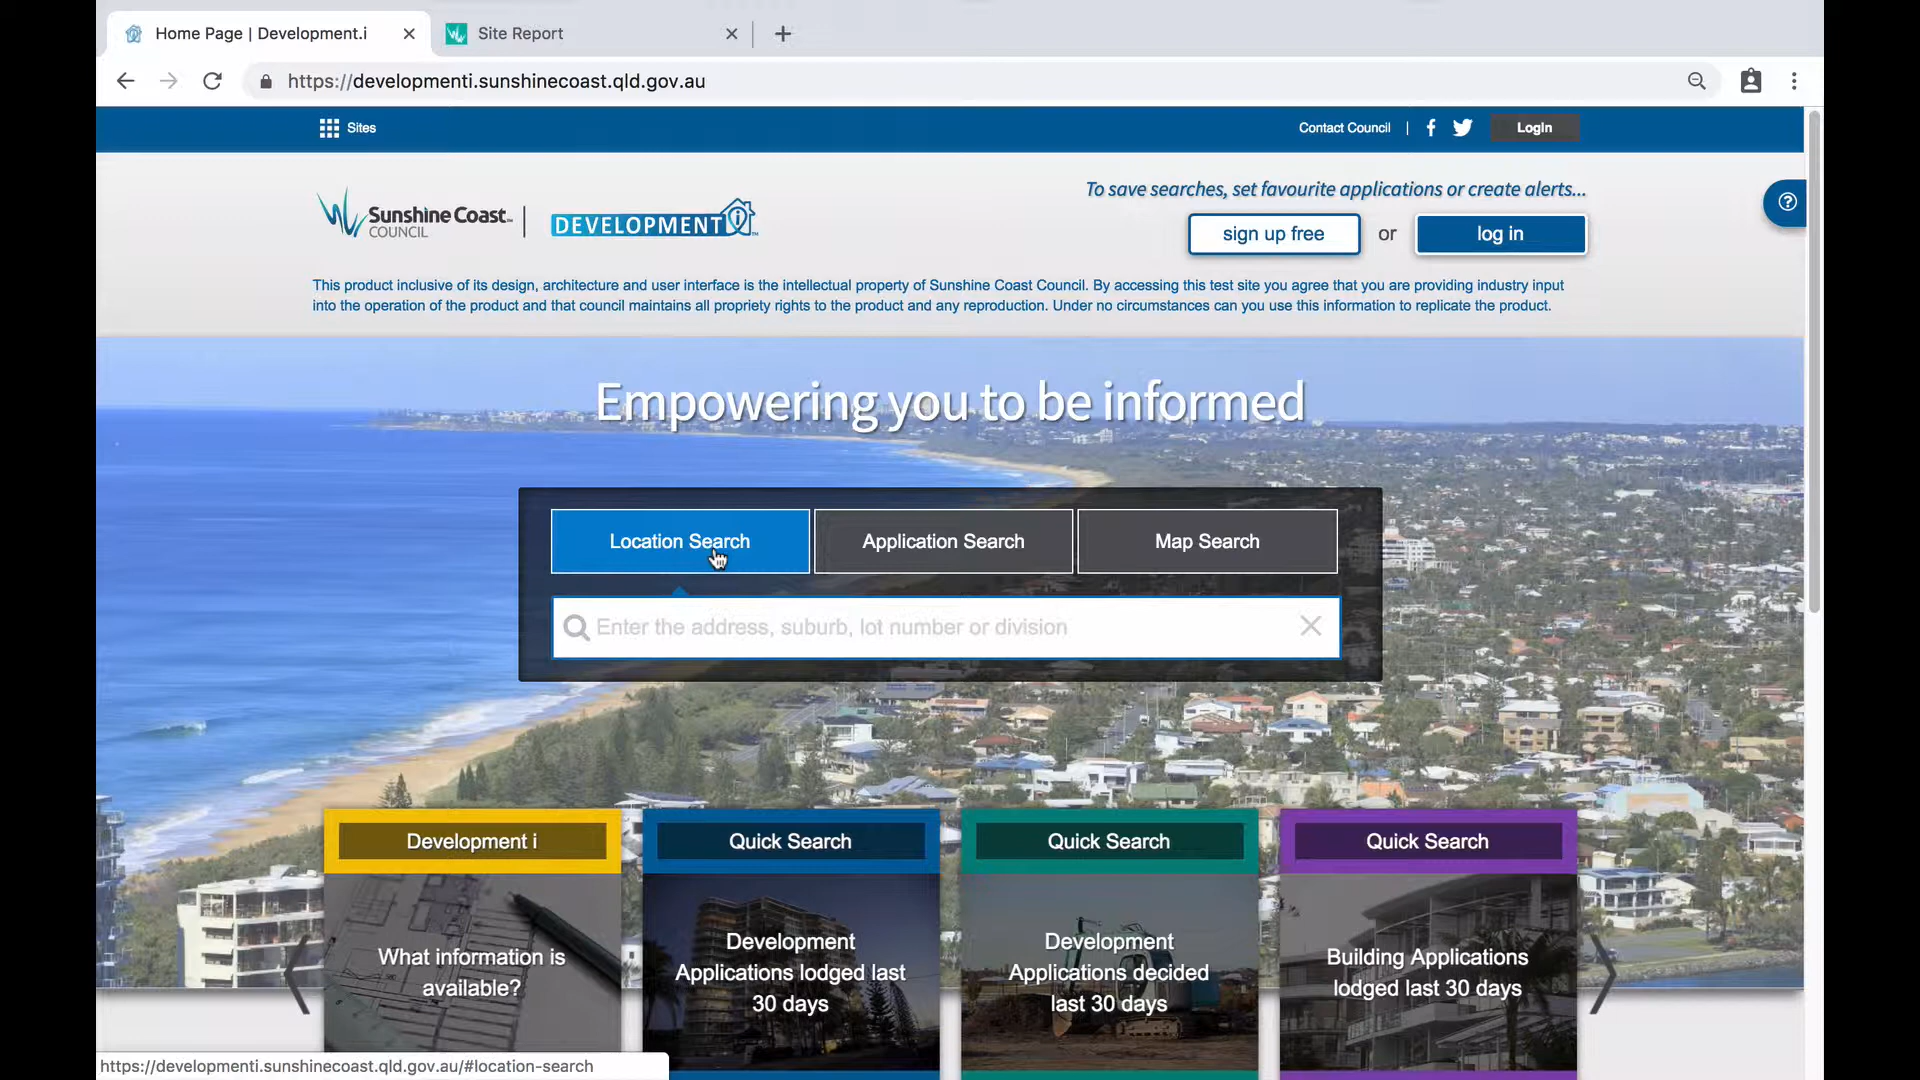 Home Page | Development.i
Site Report
https://developmenti.sunshinecoast.qld.gov.au
Sites
Contact Council
|
Login
To save searches, set favourite applications or create alerts...
Sunshine Coast™
COUNCIL
DEVELOPMENT i™
sign up free
or
log in
This product inclusive of its design, architecture and user interface is the intellectual property of Sunshine Coast Council. By accessing this test site you agree that you are providing industry input
into the operation of the product and that council maintains all propriety rights to the product and any reproduction. Under no circumstances can you use this information to replicate the product.
Empowering you to be informed
Location Search
Application Search
Map Search
Enter the address, suburb, lot number or division
Development i
Quick Search
Quick Search
Quick Search
What information is
available?
Development
Applications lodged last
30 days
Development
Applications decided
last 30 days
Building Applications
lodged last 30 days
https://developmenti.sunshinecoast.qld.gov.au/#location-search